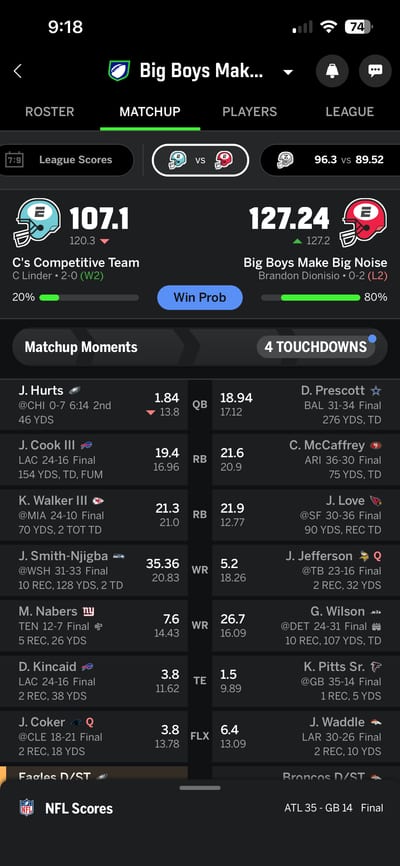 9:18
74
Big Boys Mak...
ROSTER MATCHUP PLAYERS LEAGUE
7:9 League Scores vs 96.3 vs 89.52
107.1 127.24
120.3 127.2
C's Competitive Team Big Boys Make Big Noise
C Linder • 2-0 (W2) Brandon Dionisio • 0-2 (L2)
20% Win Prob 80%
Matchup Moments 4 TOUCHDOWNS
J. Hurts 1.84 QB 18.94 D. Prescott
@CHI 0-7 6:14 2nd 13.8 17.12 BAL 31-34 Final
46 YDS 276 YDS, TD
J. Cook III 19.4 RB 21.6 C. McCaffrey
LAC 24-16 Final 16.96 20.9 ARI 36-30 Final
154 YDS, TD, FUM 75 YDS, TD
K. Walker III 21.3 RB 21.9 J. Love
@MIA 24-10 Final 21.0 12.77 @SF 30-36 Final
70 YDS, 2 TOT TD 90 YDS, REC TD
J. Smith-Njigba 35.36 WR 5.2 J. Jefferson Q
@WSH 31-33 Final 20.83 18.26 @TB 23-16 Final
10 REC, 128 YDS, 2 TD 2 REC, 32 YDS
M. Nabers 7.6 WR 26.7 G. Wilson
TEN 12-7 Final 14.43 16.09 @DET 24-31 Final
5 REC, 26 YDS 10 REC, 107 YDS, TD
D. Kincaid 3.8 TE 1.5 K. Pitts Sr.
LAC 24-16 Final 11.62 9.89 @GB 35-14 Final
2 REC, 38 YDS 1 REC, 5 YDS
J. Coker Q 3.8 FLX 6.4 J. Waddle
@CLE 18-21 Final 13.78 13.09 LAR 30-26 Final
2 REC, 18 YDS 2 REC, 10 YDS
Eagles D/ST Broncos D/ST
NFL Scores ATL 35 - GB 14 Final